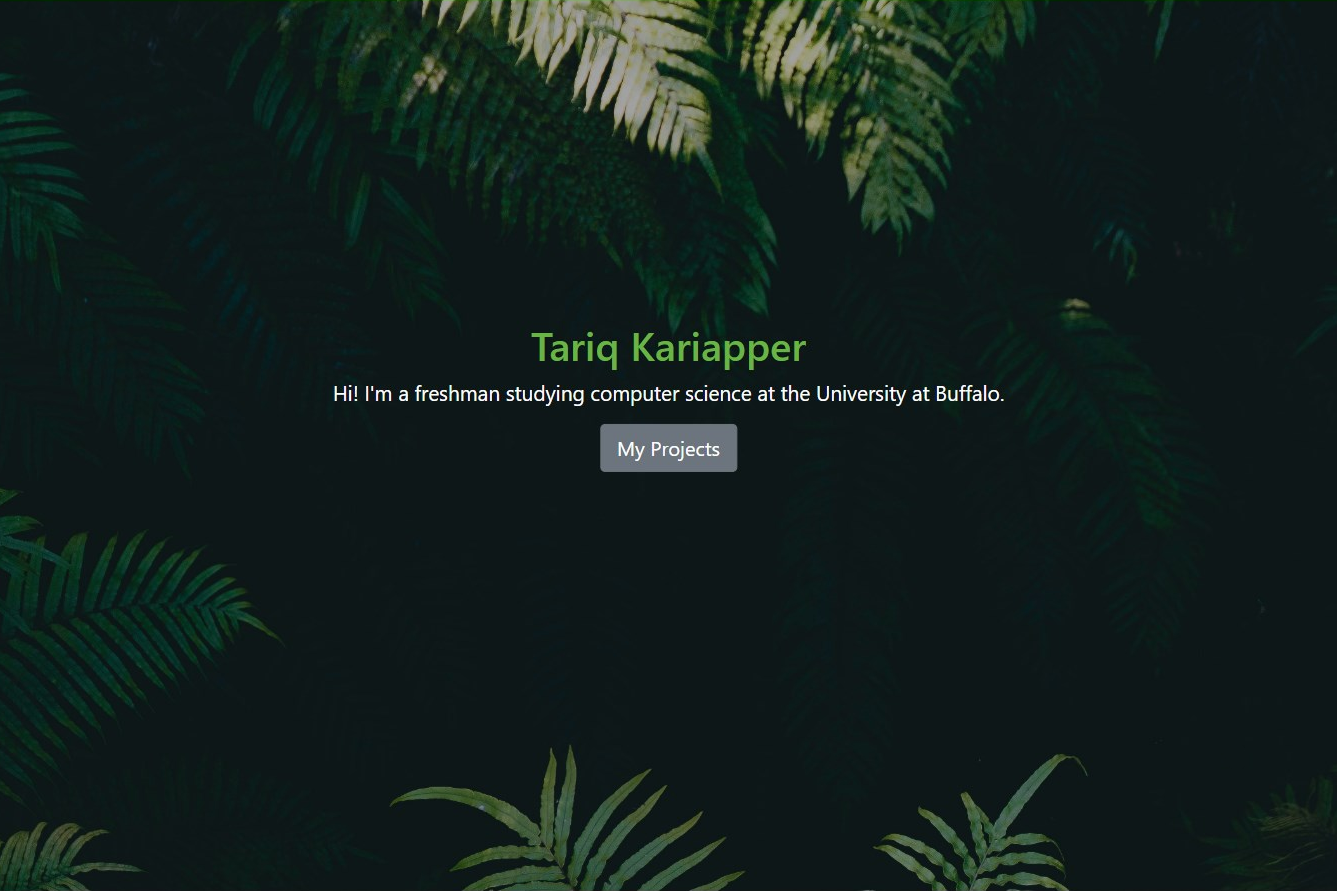 Tariq Kariapper
Hi! I'm a freshman studying computer science at the University at Buffalo.
My Projects